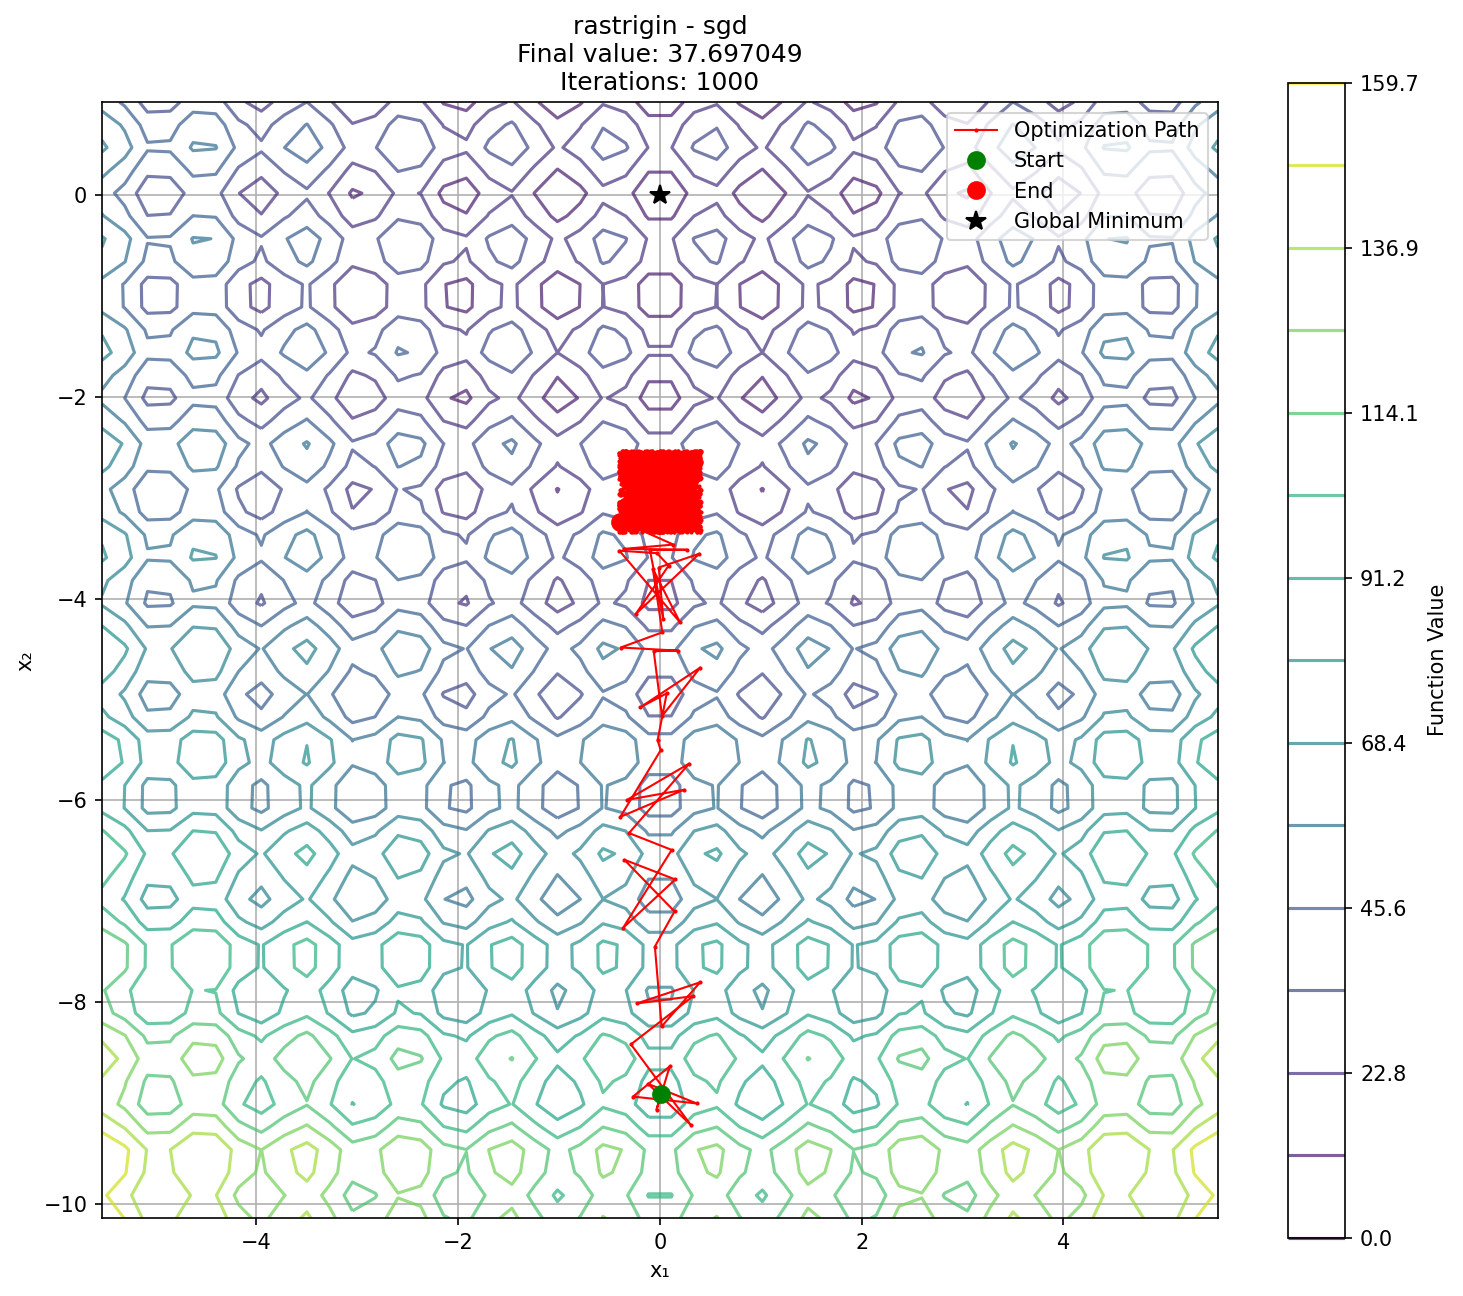 rastrigin - sgd
Final value: 37.697049
Iterations: 1000
Optimization Path
Start
End
Global Minimum
0
−2
−4
−6
−8
−10
x₂
−4
−2
0
2
4
x₁
159.7
136.9
114.1
91.2
68.4
45.6
22.8
0.0
Function Value